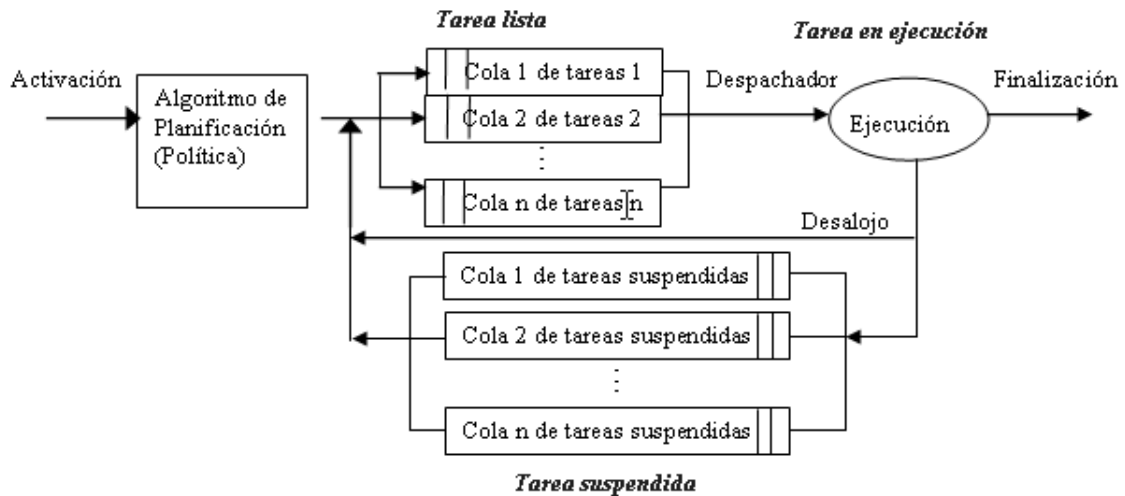 Tarea lista
Tarea en ejecución
Activación
Algoritmo de
Planificación
(Política)
Cola 1 de tareas 1
Cola 2 de tareas 2
Cola n de tareas n
Despachador
Ejecución
Finalización
Desalojo
Cola 1 de tareas suspendidas
Cola 2 de tareas suspendidas
Cola n de tareas suspendidas
Tarea suspendida